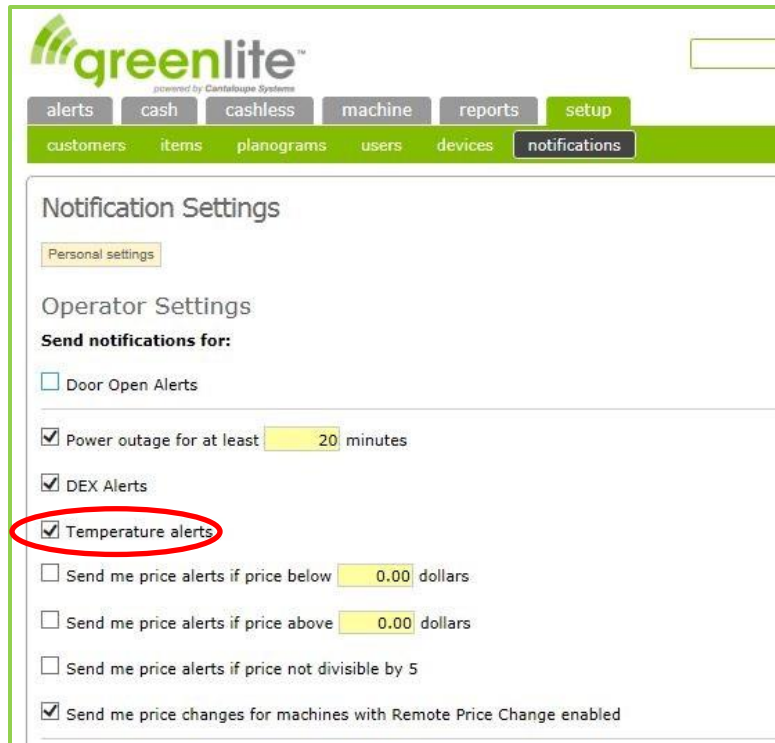 greenlite™
powered by Cantaloupe Systems
alerts cash cashless machine reports setup
customers items planograms users devices notifications
Notification Settings
Personal settings
Operator Settings
Send notifications for:
Door Open Alerts
Power outage for at least 20 minutes
DEX Alerts
Temperature alerts
Send me price alerts if price below 0.00 dollars
Send me price alerts if price above 0.00 dollars
Send me price alerts if price not divisible by 5
Send me price changes for machines with Remote Price Change enabled